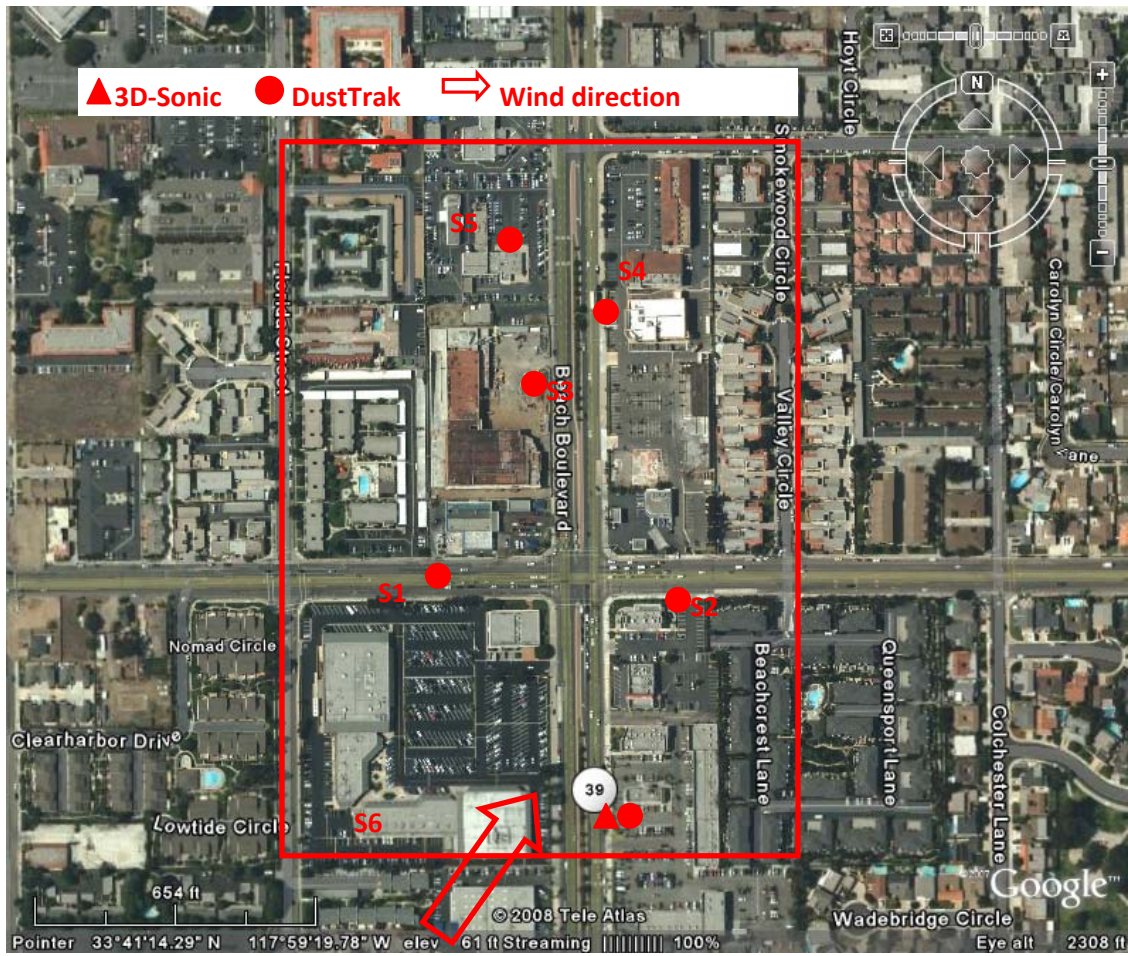 Hoyt Circle
N
3D-Sonic DustTrak Wind direction
Smokewood Circle
S5
S4
Carolyn Circle/Carolyn Lane
S3
Beach Boulevard
Valley Circle
S1
S2
Nomad Circle
Beachcrest Lane
Queensport Lane
Colchester Lane
Clearharbor Drive
39
Lowtide Circle
S6
654 ft
©2007
Google™
© 2008 Tele Atlas
Wadebridge Circle
Pointer 33°41'14.29" N 117°59'19.78" W elev 61 ft Streaming 100% Eye alt 2308 ft